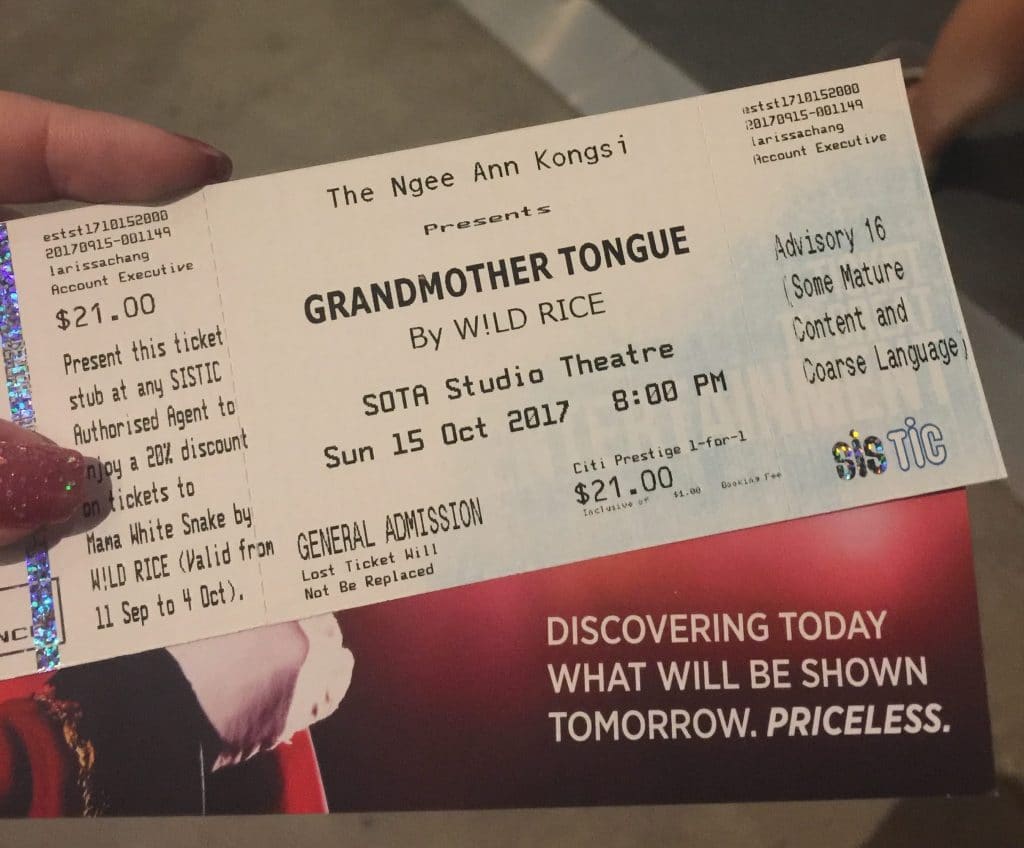 estst1710152000
20170915-001149
larissachang
Account Executive
$21.00
Present this ticket
stub at any SISTIC
Authorised Agent to
njoy a 20% discount
on tickets to
Mama White Snake by
W!LD RICE (Valid from
11 Sep to 4 Oct).
The Ngee Ann Kongsi
Presents
GRANDMOTHER TONGUE
By W!LD RICE
SOTA Studio Theatre
Sun 15 Oct 2017 8:00 PM
Citi Prestige 1-for-1
$21.00
Inclusive of $1.00 Booking Fee
GENERAL ADMISSION
Lost Ticket Will
Not Be Replaced
estst1710152000
20170915-001149
larissachang
Account Executive
Advisory 16
(Some Mature
Content and
Coarse Language)
SISTIC
DISCOVERING TODAY
WHAT WILL BE SHOWN
TOMORROW. PRICELESS.